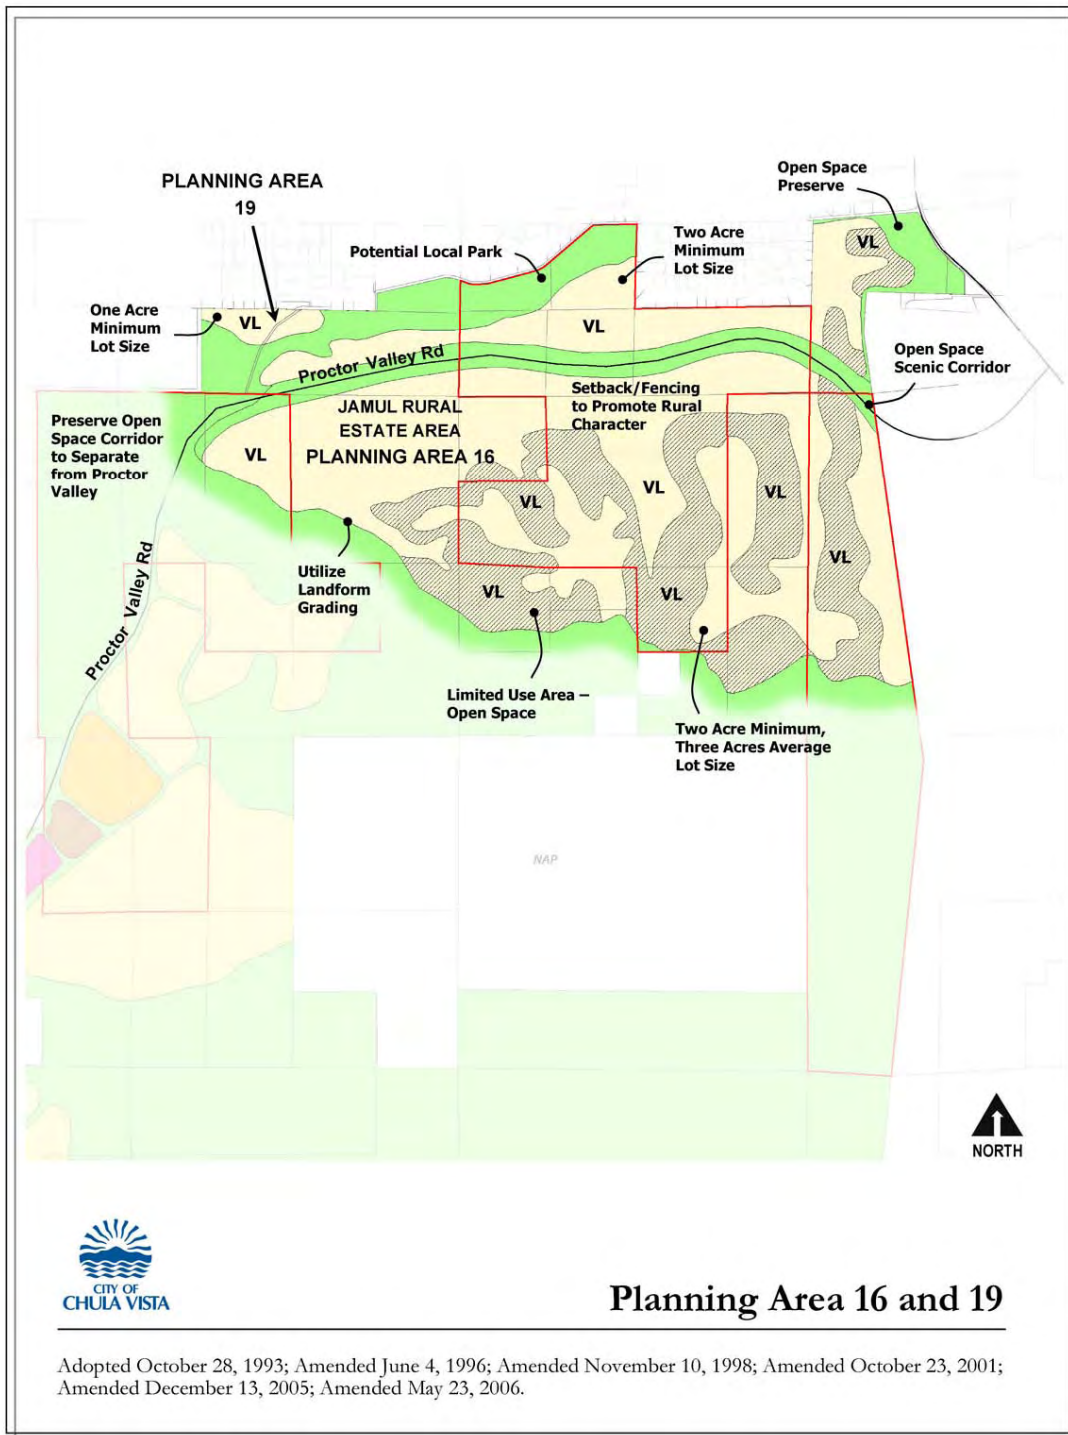 Open Space
Preserve
PLANNING AREA
19
Two Acre
Minimum
Lot Size
Potential Local Park
One Acre
Minimum
Lot Size
VL
VL
VL
Open Space
Scenic Corridor
Proctor Valley Rd
Setback/Fencing
to Promote Rural
Character
JAMUL RURAL
ESTATE AREA
PLANNING AREA 16
Preserve Open
Space Corridor
to Separate
from Proctor
Valley
VL
VL
VL
VL
VL
VL
VL
Utilize
Landform
Grading
Proctor Valley Rd
Limited Use Area –
Open Space
Two Acre Minimum,
Three Acres Average
Lot Size
NAP
NORTH
CITY OF
CHULA VISTA
Planning Area 16 and 19
Adopted October 28, 1993; Amended June 4, 1996; Amended November 10, 1998; Amended October 23, 2001;
Amended December 13, 2005; Amended May 23, 2006.